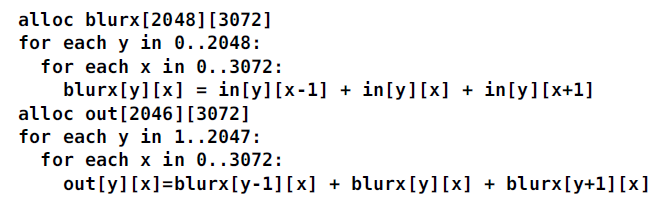 alloc blurx[2048][3072]
for each y in 0..2048:
  for each x in 0..3072:
    blurx[y][x] = in[y][x-1] + in[y][x] + in[y][x+1]
alloc out[2046][3072]
for each y in 1..2047:
  for each x in 0..3072:
    out[y][x]=blurx[y-1][x] + blurx[y][x] + blurx[y+1][x]